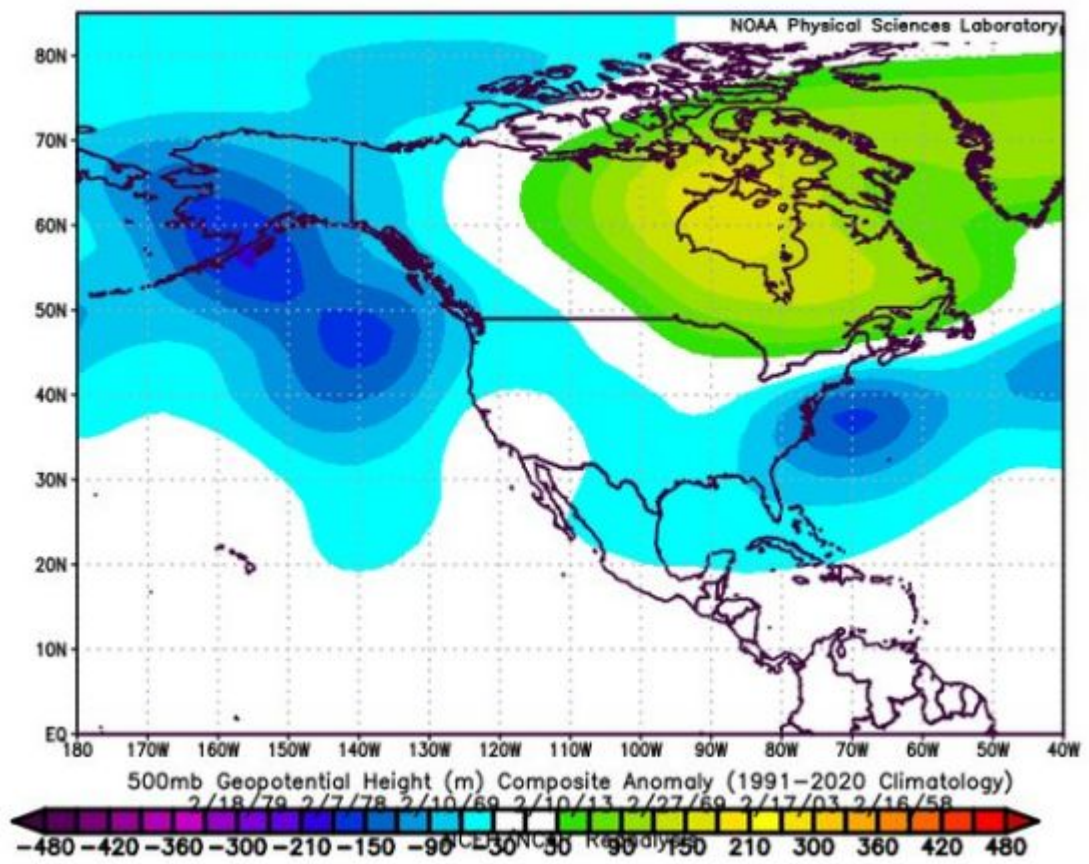 NOAA Physical Sciences Laboratory
80N
70N
60N
50N
40N
30N
20N
10N
EQ
180 170W 160W 150W 140W 130W 120W 110W 100W 90W 80W 70W 60W 50W 40W
500mb Geopotential Height (m) Composite Anomaly (1991-2020 Climatology)
2/18/79 2/7/78 2/10/69 2/10/13 2/27/69 2/17/03 2/16/58
NCEP/NCAR Reanalysis
-480 -420 -360 -300 -210 -150 -90 -30 30 90 150 210 300 360 420 480